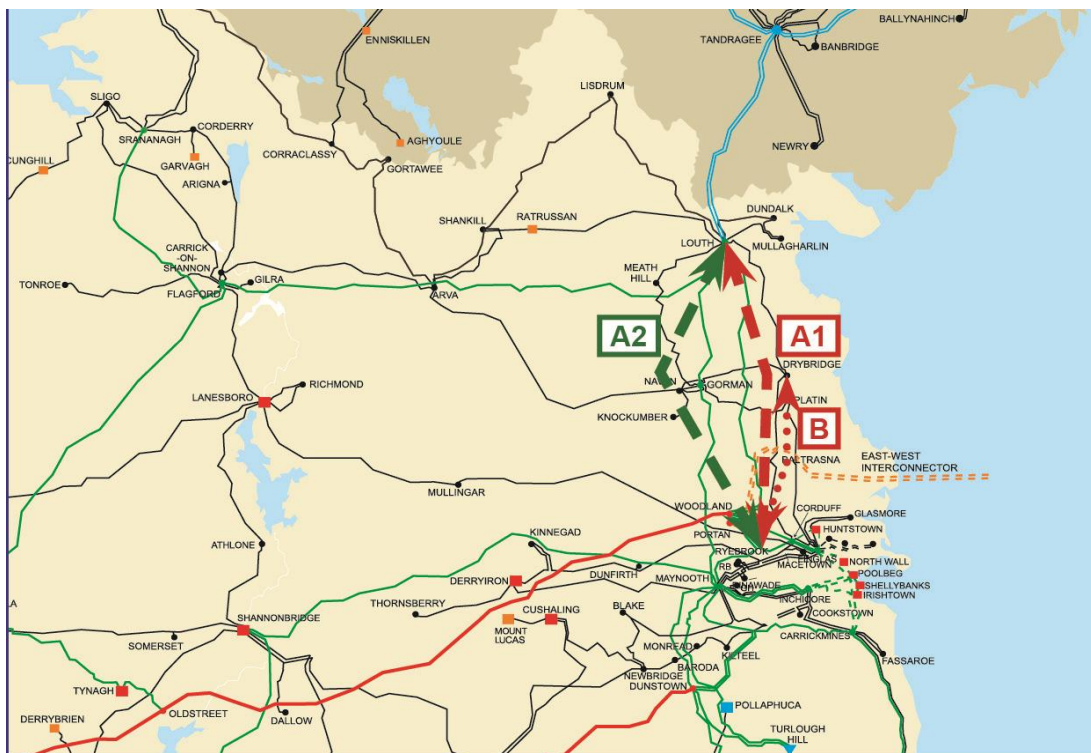 BALLYNAHINCH
TANDRAGEE
BANBRIDGE
ENNISKILLEN
LISDRUM
SLIGO
SRANANAGH
CORDERRY
CUNGHILL
GARVAGH
ARIGNA
CORRACLASSY
AGHYOULE
GORTAWEE
NEWRY
SHANKILL
RATRUSSAN
DUNDALK
LOUTH
MULLAGHARLIN
CARRICK
-ON-
SHANNON
GILRA
TONROE
FLAGFORD
ARVA
MEATH
HILL
A2
A1
DRYBRIDGE
RICHMOND
LANESBORO
GORMAN
KNOCKUMBER
PLATIN
B
EAST-WEST
INTERCONNECTOR
MULLINGAR
WOODLAND
CORDUFF
GLASMORE
HUNTSTOWN
ATHLONE
KINNEGAD
PORTAN
RYEBROOK
MACETOWN
NORTH WALL
RB
POOLBEG
DERRYIRON
DUNFIRTH
MAYNOOTH
SHELLYBANKS
IRISHTOWN
INCHICORE
THORNSBERRY
CUSHALING
BLAKE
COOKSTOWN
SHANNONBRIDGE
MOUNT
LUCAS
CARRICKMINES
LA
SOMERSET
MONREAD
KILTEEL
FASSAROE
BARODA
NEWBRIDGE
DUNSTOWN
TYNAGH
OLDSTREET
DALLOW
POLLAPHUCA
DERRYBRIEN
TURLOUGH
HILL